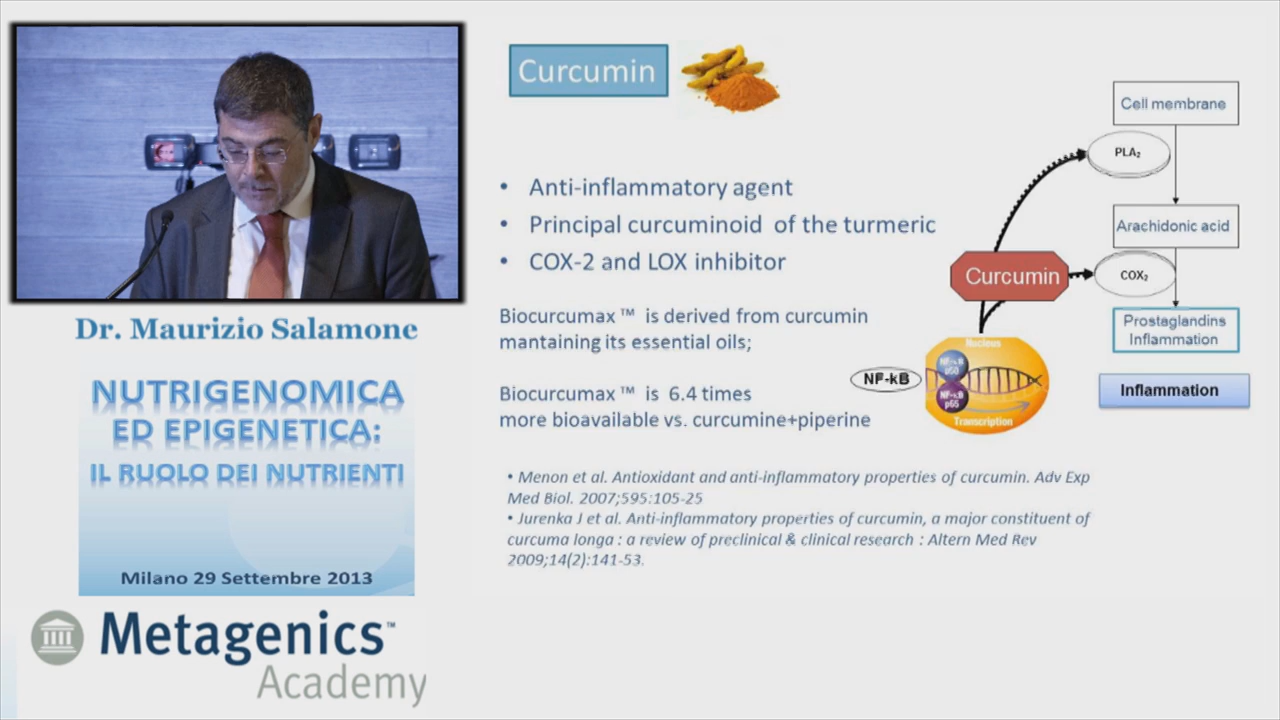 Curcumin
• Anti-inflammatory agent
• Principal curcuminoid of the turmeric
• COX-2 and LOX inhibitor
Biocurcumax ™ is derived from curcumin
mantaining its essential oils;
Biocurcumax ™ is 6.4 times
more bioavailable vs. curcumine+piperine
• Menon et al. Antioxidant and anti-inflammatory properties of curcumin. Adv Exp
Med Biol. 2007;595:105-25
• Jurenka J et al. Anti-inflammatory properties of curcumin, a major constituent of
curcuma longa : a review of preclinical & clinical research : Altern Med Rev
2009;14(2):141-53.
Cell membrane
PLA₂
Arachidonic acid
Curcumin
COX₂
Prostaglandins
Inflammation
Inflammation
NF-kB
Nucleus
NF-κB
p50
NF-κB
p65
Transcription
Dr. Maurizio Salamone
NUTRIGENOMICA
ED EPIGENETICA:
IL RUOLO DEI NUTRIENTI
Milano 29 Settembre 2013
Metagenics™
Academy